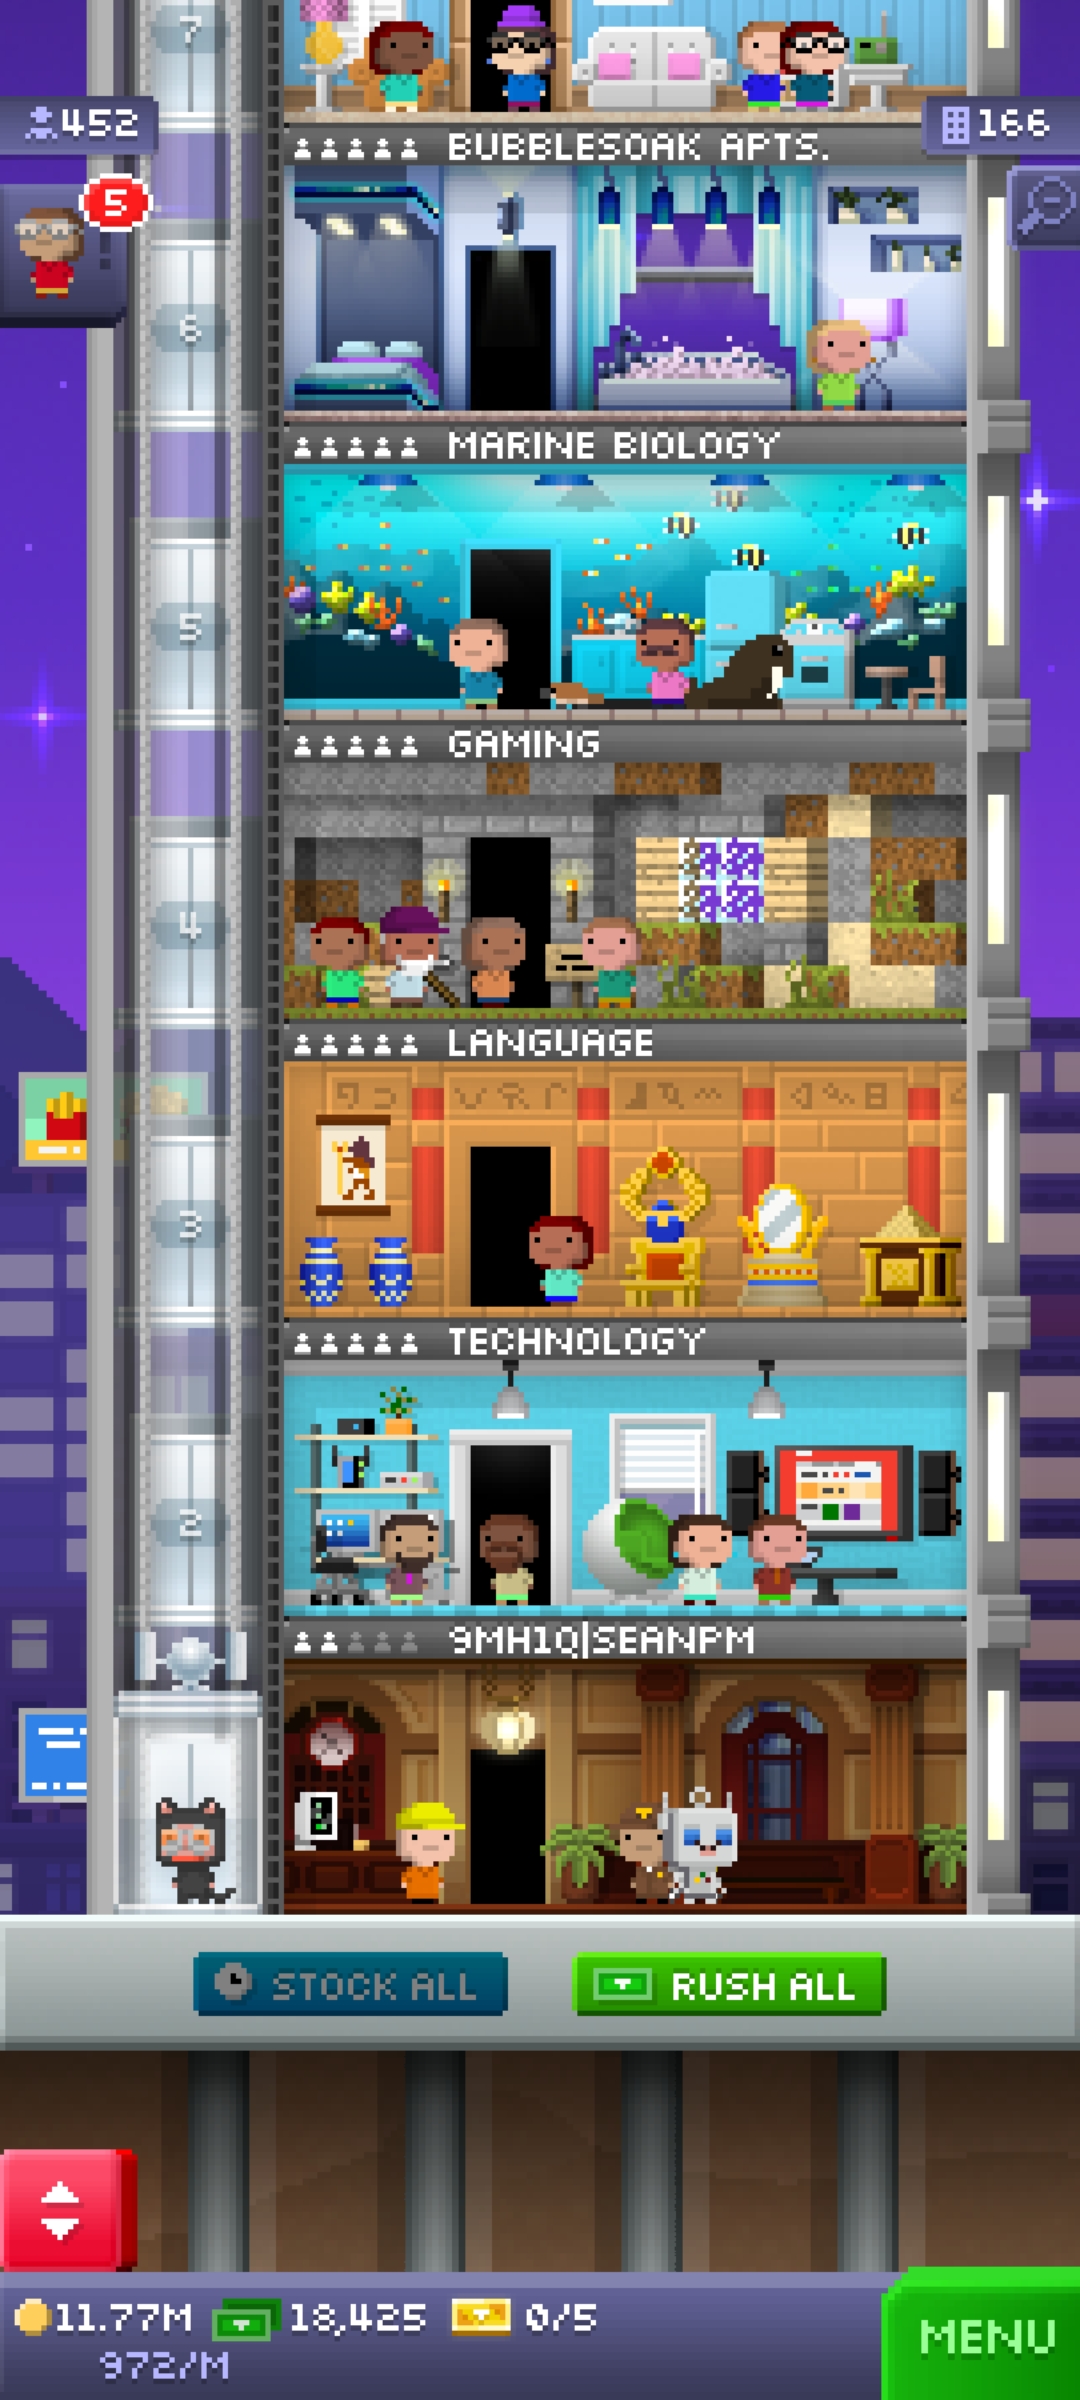 7
452
166
5
BUBBLESOAK APTS.
6
MARINE BIOLOGY
5
GAMING
4
LANGUAGE
3
TECHNOLOGY
2
9MH1Q|SEANPM
STOCK ALL
RUSH ALL
11.77M
18,425
0/5
972/M
MENU